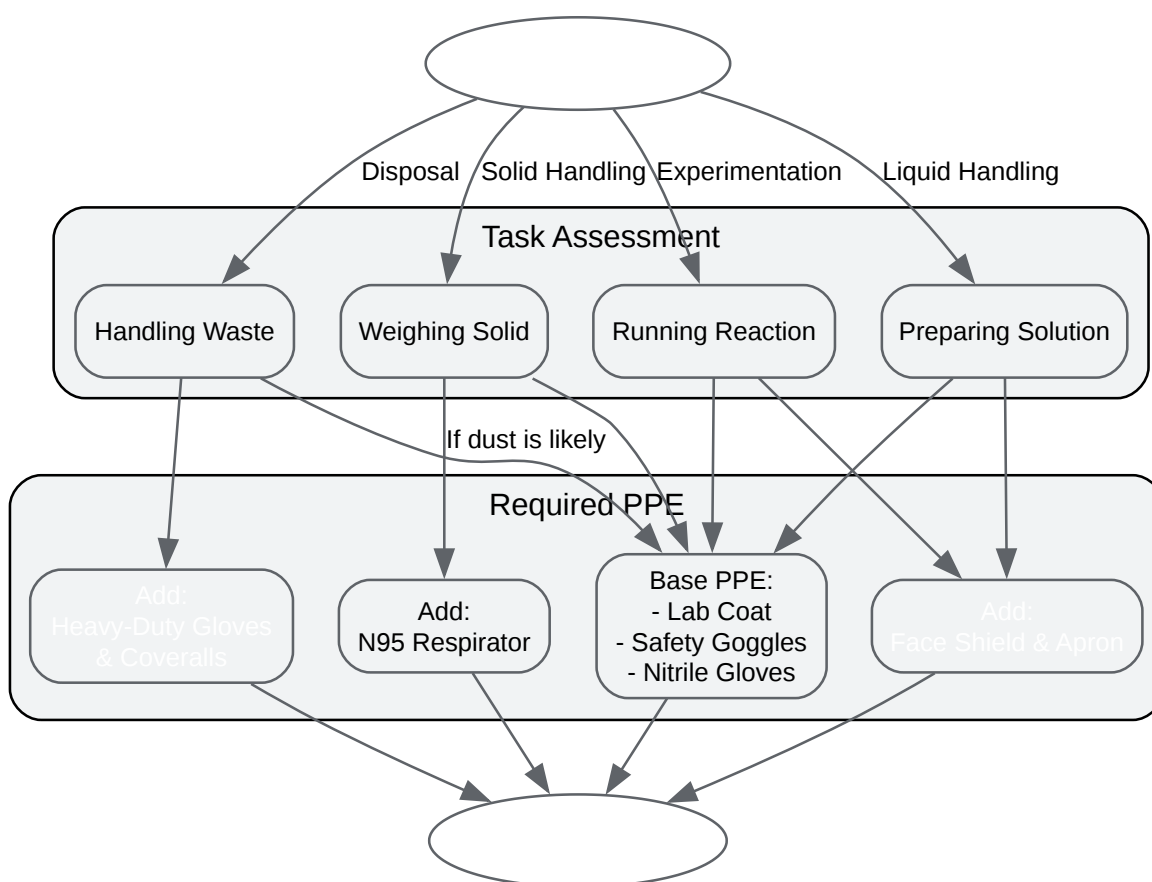 Disposal
Solid Handling
Experimentation
Liquid Handling
Task Assessment
Handling Waste
Weighing Solid
Running Reaction
Preparing Solution
If dust is likely
Required PPE
Add:
Heavy-Duty Gloves
& Coveralls
Add:
N95 Respirator
Base PPE:
- Lab Coat
- Safety Goggles
- Nitrile Gloves
Add:
Face Shield & Apron